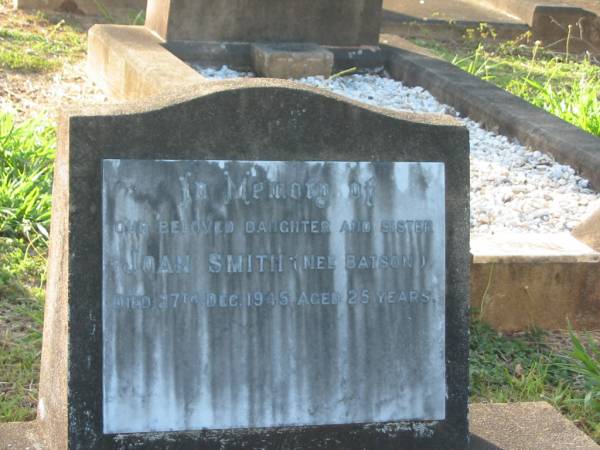 In Memory of
OUR BELOVED DAUGHTER AND SISTER
JOAN SMITH (NEE BATSON),
DIED 27TH DEC. 1945 AGED 25 YEARS.